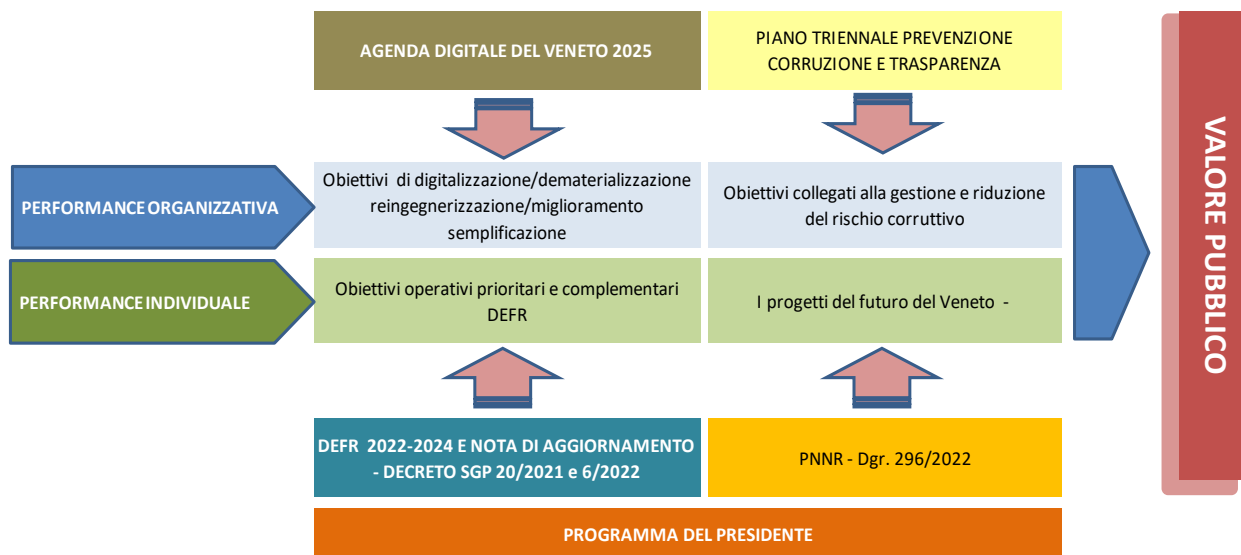 AGENDA DIGITALE DEL VENETO 2025
PIANO TRIENNALE PREVENZIONE
CORRUZIONE E TRASPARENZA
PERFORMANCE ORGANIZZATIVA
Obiettivi di digitalizzazione/dematerializzazione
reingegnerizzazione/miglioramento
semplificazione
Obiettivi collegati alla gestione e riduzione
del rischio corruttivo
PERFORMANCE INDIVIDUALE
Obiettivi operativi prioritari e complementari
DEFR
I progetti del futuro del Veneto -
DEFR 2022-2024 E NOTA DI AGGIORNAMENTO
- DECRETO SGP 20/2021 e 6/2022
PNNR - Dgr. 296/2022
PROGRAMMA DEL PRESIDENTE
VALORE PUBBLICO